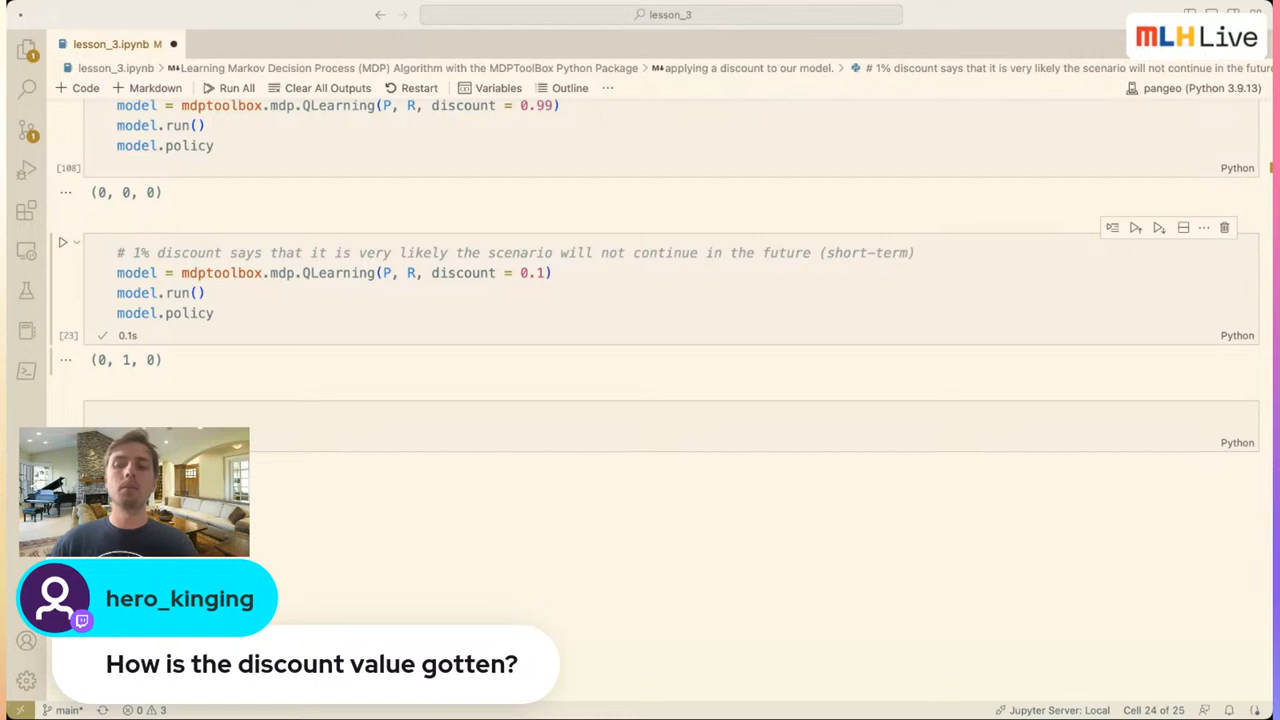 lesson_3
MLH Live
lesson_3.ipynb M
lesson_3.ipynb > M↓Learning Markov Decision Process (MDP) Algorithm with the MDPToolBox Python Package > M↓applying a discount to our model. > # 1% discount says that it is very likely the scenario will not continue in the future
+ Code + Markdown Run All Clear All Outputs Restart Variables Outline ...
pangeo (Python 3.9.13)
model = mdptoolbox.mdp.QLearning(P, R, discount = 0.99)
model.run()
model.policy
[108]
Python
... (0, 0, 0)
# 1% discount says that it is very likely the scenario will not continue in the future (short-term)
model = mdptoolbox.mdp.QLearning(P, R, discount = 0.1)
model.run()
model.policy
[23] 0.1s
Python
... (0, 1, 0)
Python
hero_kinging
How is the discount value gotten?
main* 0 3
Jupyter Server: Local Cell 24 of 25